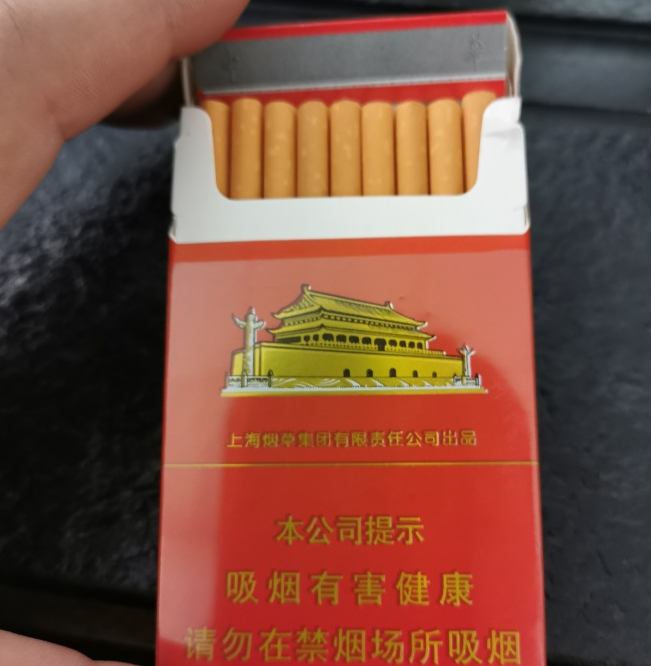 上海烟草集团有限责任公司出品
本公司提示
吸烟有害健康
请勿在禁烟场所吸烟